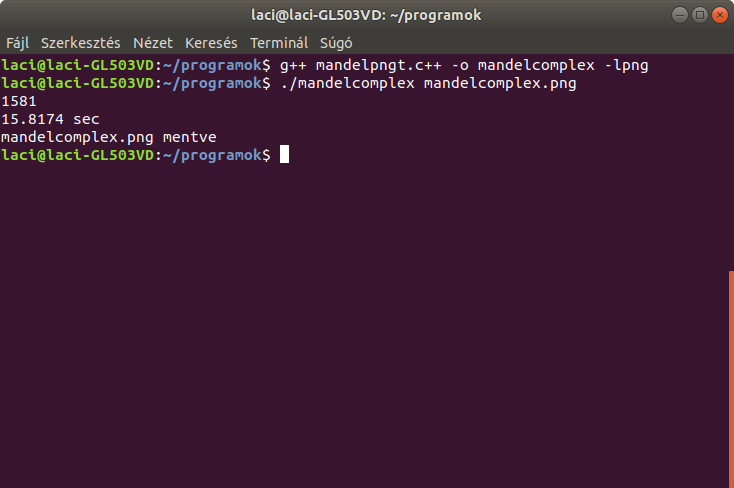 laci@laci-GL503VD: ~/programok
Fájl Szerkesztés Nézet Keresés Terminál Súgó
laci@laci-GL503VD:~/programok$ g++ mandelpngt.c++ -o mandelcomplex -lpng
laci@laci-GL503VD:~/programok$ ./mandelcomplex mandelcomplex.png
1581
15.8174 sec
mandelcomplex.png mentve
laci@laci-GL503VD:~/programok$